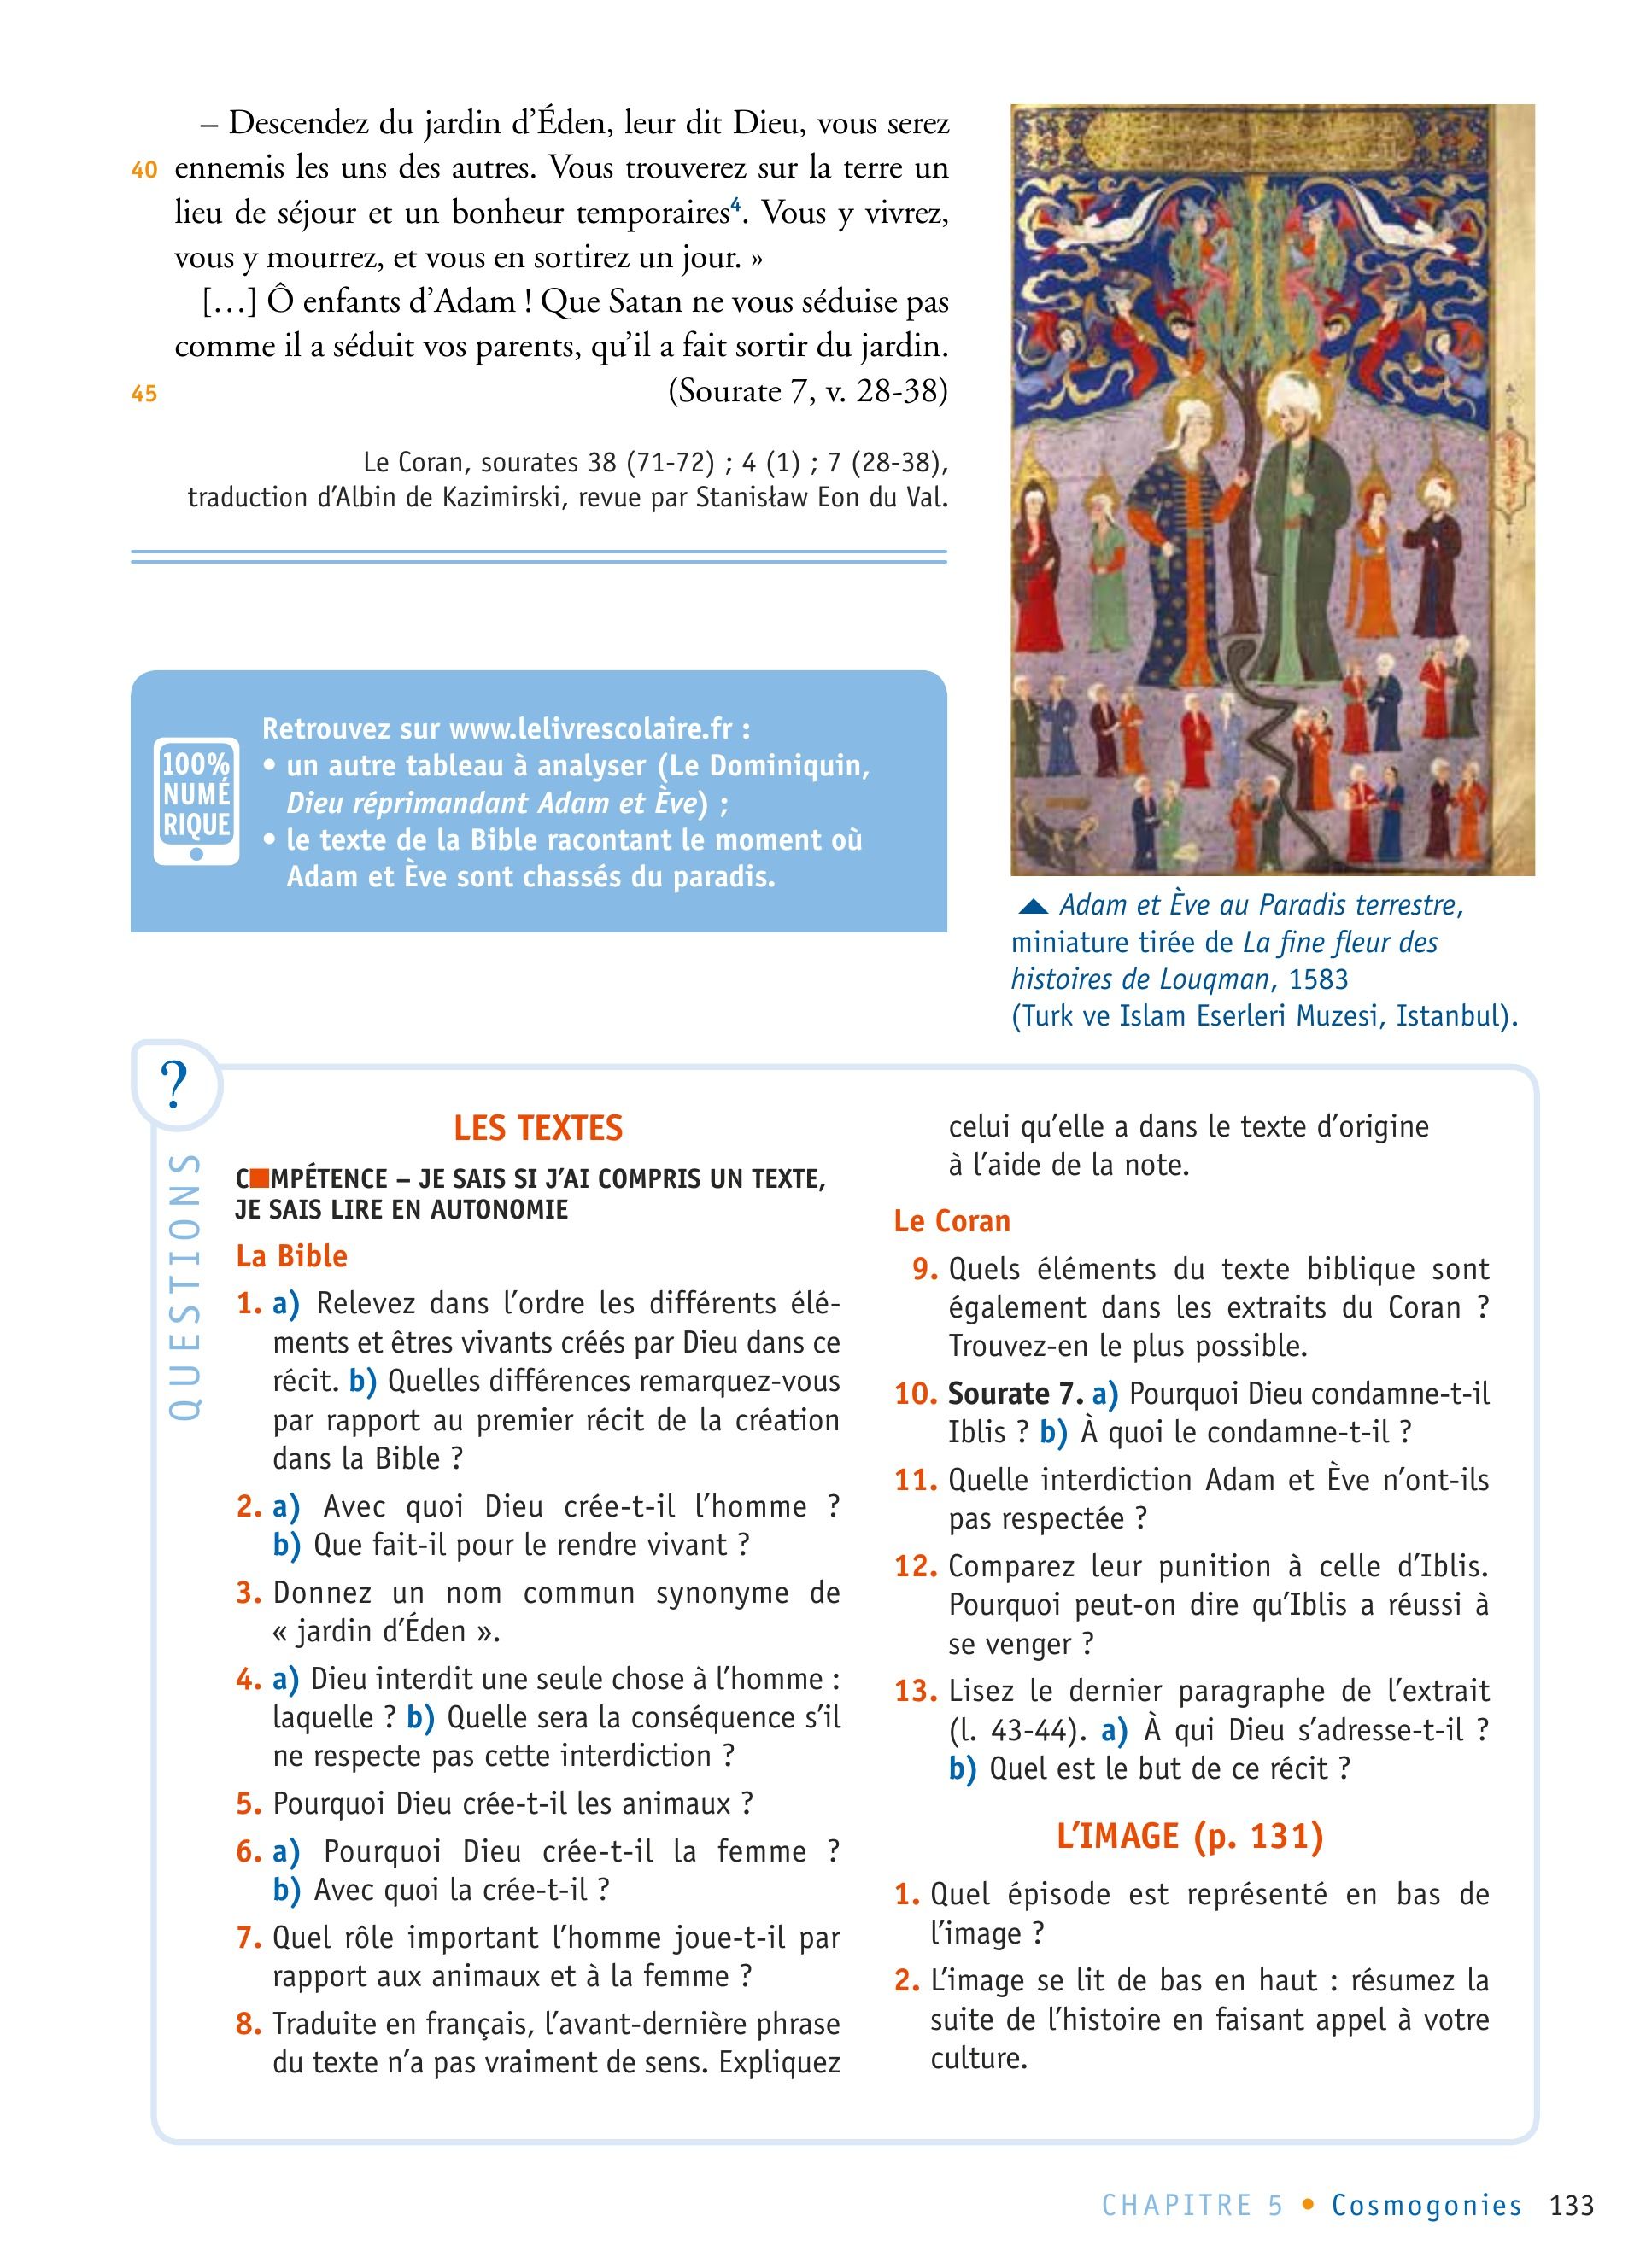 – Descendez du jardin d’Éden, leur dit Dieu, vous serez
40 ennemis les uns des autres. Vous trouverez sur la terre un
lieu de séjour et un bonheur temporaires⁴. Vous y vivrez,
vous y mourrez, et vous en sortirez un jour. »
[…] Ô enfants d’Adam ! Que Satan ne vous séduise pas
comme il a séduit vos parents, qu’il a fait sortir du jardin.
45 (Sourate 7, v. 28-38)
Le Coran, sourates 38 (71-72) ; 4 (1) ; 7 (28-38),
traduction d’Albin de Kazimirski, revue par Stanisław Eon du Val.
100%
NUMÉ
RIQUE
Retrouvez sur www.lelivrescolaire.fr :
• un autre tableau à analyser (Le Dominiquin,
Dieu réprimandant Adam et Ève) ;
• le texte de la Bible racontant le moment où
Adam et Ève sont chassés du paradis.
Adam et Ève au Paradis terrestre,
miniature tirée de La fine fleur des
histoires de Louqman, 1583
(Turk ve Islam Eserleri Muzesi, Istanbul).
?
QUESTIONS
LES TEXTES
C■MPÉTENCE – JE SAIS SI J’AI COMPRIS UN TEXTE,
JE SAIS LIRE EN AUTONOMIE
La Bible
1. a) Relevez dans l’ordre les différents élé-
ments et êtres vivants créés par Dieu dans ce
récit. b) Quelles différences remarquez-vous
par rapport au premier récit de la création
dans la Bible ?
2. a) Avec quoi Dieu crée-t-il l’homme ?
b) Que fait-il pour le rendre vivant ?
3. Donnez un nom commun synonyme de
« jardin d’Éden ».
4. a) Dieu interdit une seule chose à l’homme :
laquelle ? b) Quelle sera la conséquence s’il
ne respecte pas cette interdiction ?
5. Pourquoi Dieu crée-t-il les animaux ?
6. a) Pourquoi Dieu crée-t-il la femme ?
b) Avec quoi la crée-t-il ?
7. Quel rôle important l’homme joue-t-il par
rapport aux animaux et à la femme ?
8. Traduite en français, l’avant-dernière phrase
du texte n’a pas vraiment de sens. Expliquez
celui qu’elle a dans le texte d’origine
à l’aide de la note.
Le Coran
9. Quels éléments du texte biblique sont
également dans les extraits du Coran ?
Trouvez-en le plus possible.
10. Sourate 7. a) Pourquoi Dieu condamne-t-il
Iblis ? b) À quoi le condamne-t-il ?
11. Quelle interdiction Adam et Ève n’ont-ils
pas respectée ?
12. Comparez leur punition à celle d’Iblis.
Pourquoi peut-on dire qu’Iblis a réussi à
se venger ?
13. Lisez le dernier paragraphe de l’extrait
(l. 43-44). a) À qui Dieu s’adresse-t-il ?
b) Quel est le but de ce récit ?
L’IMAGE (p. 131)
1. Quel épisode est représenté en bas de
l’image ?
2. L’image se lit de bas en haut : résumez la
suite de l’histoire en faisant appel à votre
culture.
CHAPITRE 5 • Cosmogonies 133